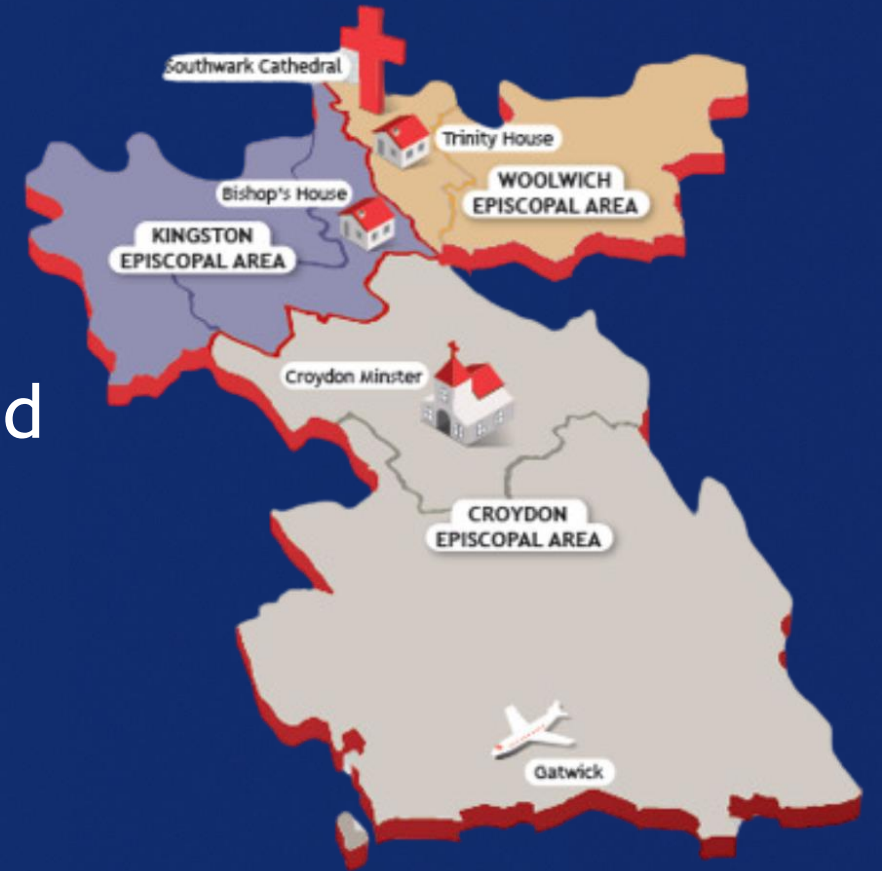 Southwark Cathedral
Trinity House
WOOLWICH
EPISCOPAL AREA
Bishop's House
KINGSTON
EPISCOPAL AREA
Croydon Minster
d
CROYDON
EPISCOPAL AREA
Gatwick